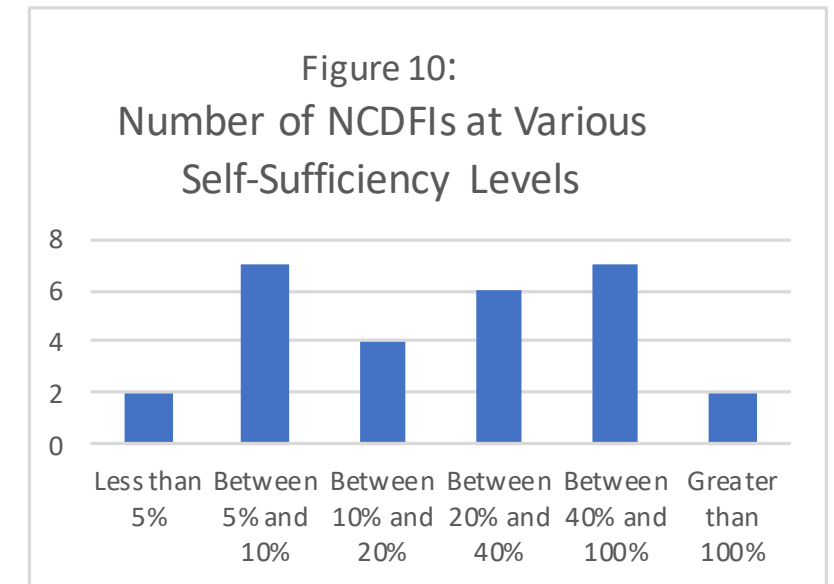 Figure 10:
Number of NCDFIs at Various
Self-Sufficiency Levels
8
6
4
2
0
Less than Between Between Between Between Greater
5% 5% and 10% and 20% and 40% and than
10% 20% 40% 100% 100%